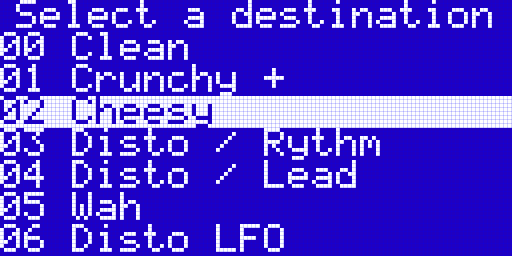 Select a destination
00 Clean
01 Crunchy +
02 Cheesy
03 Disto / Rythm
04 Disto / Lead
05 Wah
06 Disto LFO